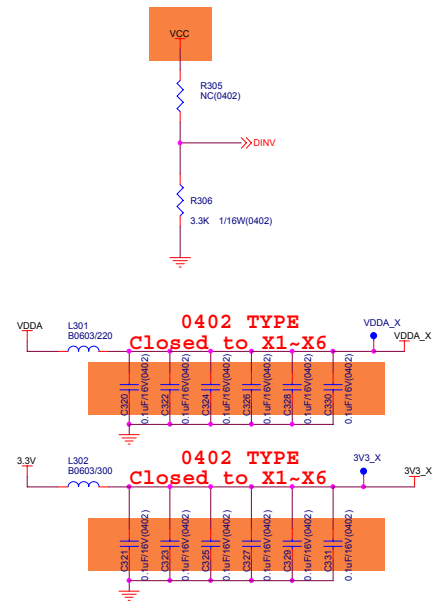 VCC
R305
NC(0402)
DINV
R306
3.3K 1/16W(0402)
VDDA
L301
B0603/220
0402 TYPE
Closed to X1~X6
VDDA_X
VDDA_X
C320
0.1uF/16V(0402)
C322
0.1uF/16V(0402)
C324
0.1uF/16V(0402)
C326
0.1uF/16V(0402)
C328
0.1uF/16V(0402)
C330
0.1uF/16V(0402)
3.3V
L302
B0603/300
0402 TYPE
Closed to X1~X6
3V3_X
3V3_X
C321
0.1uF/16V(0402)
C323
0.1uF/16V(0402)
C325
0.1uF/16V(0402)
C327
0.1uF/16V(0402)
C329
0.1uF/16V(0402)
C331
0.1uF/16V(0402)